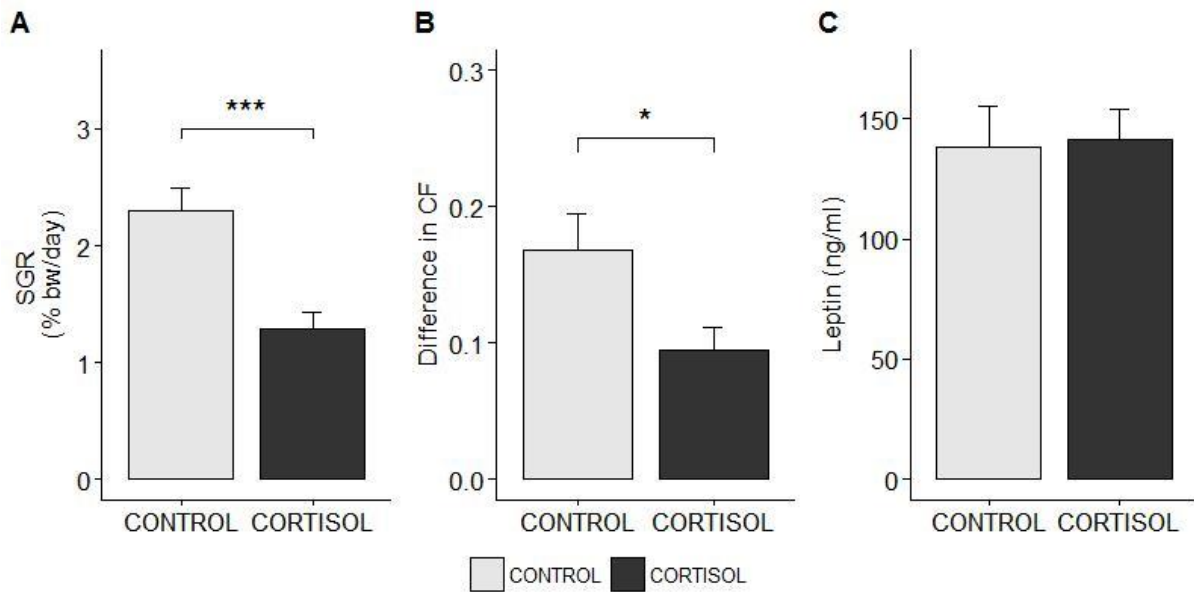 A
SGR
(% bw/day)
3
2
1
0
***
CONTROL CORTISOL
B
Difference in CF
0.3
0.2
0.1
0.0
*
CONTROL CORTISOL
C
Leptin (ng/ml)
150
100
50
0
CONTROL CORTISOL
CONTROL CORTISOL